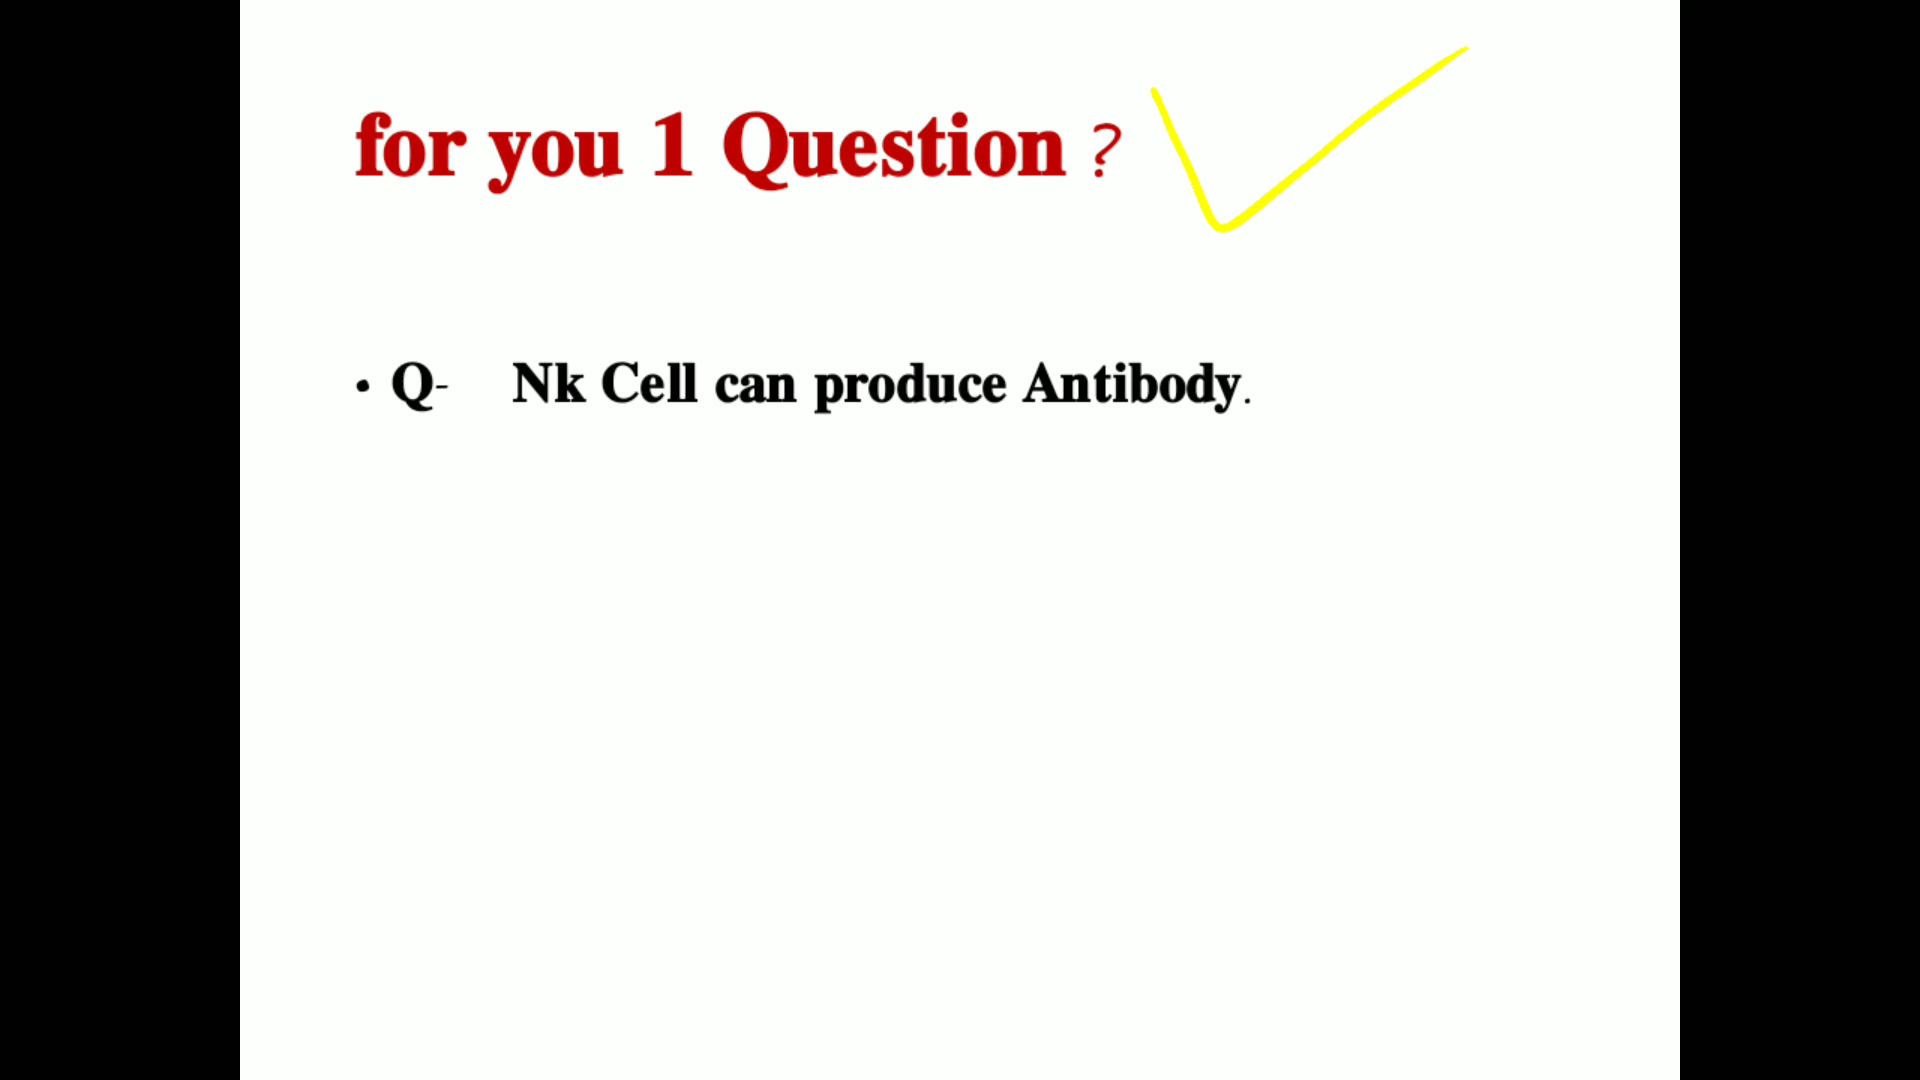 for you 1 Question ?
• Q- Nk Cell can produce Antibody.